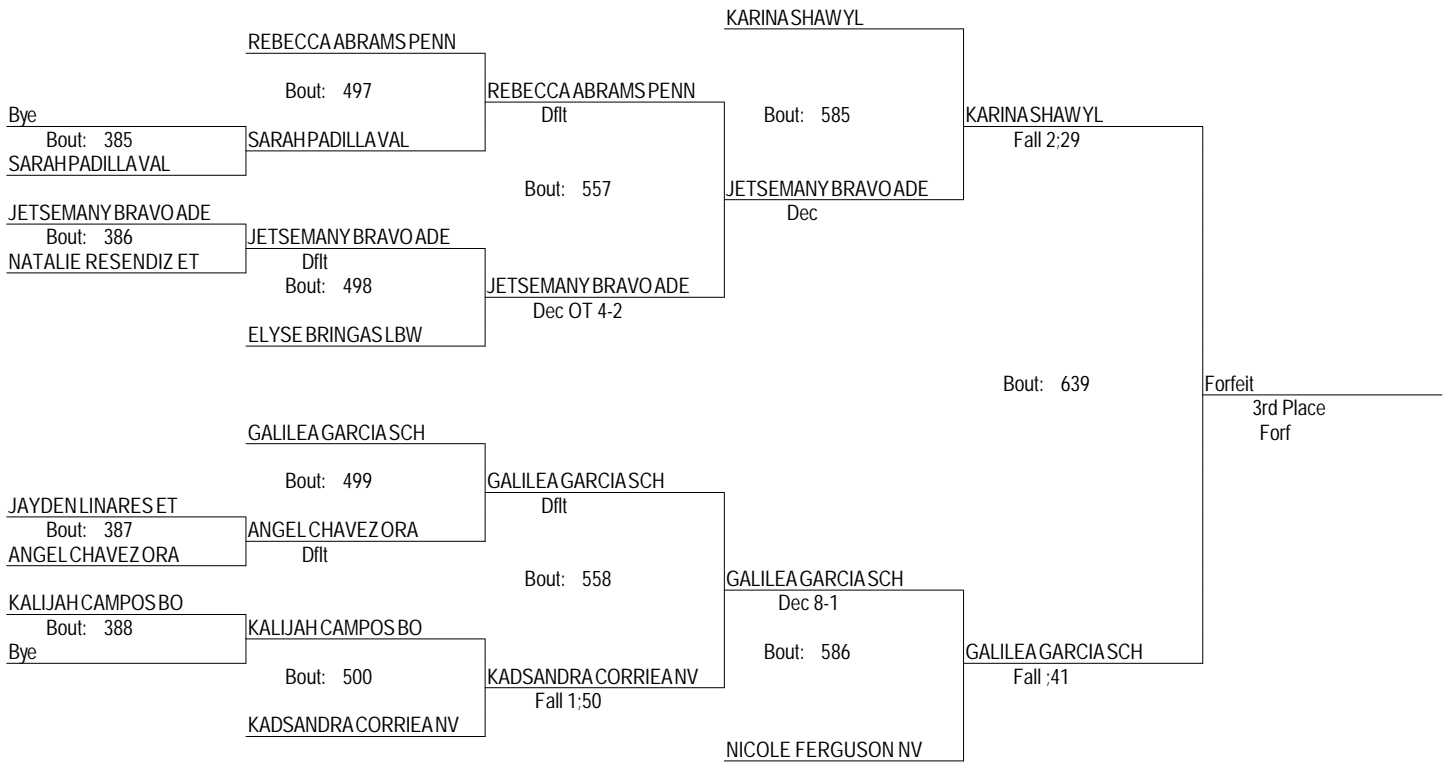 KARINA SHAW YL
REBECCA ABRAMS PENN
Bout: 497
REBECCA ABRAMS PENN
Dflt
Bye
Bout: 385
SARAH PADILLA VAL
SARAH PADILLA VAL
Bout: 585
KARINA SHAW YL
Fall 2;29
Bout: 557
JETSEMANY BRAVO ADE
Dec
JETSEMANY BRAVO ADE
Bout: 386
NATALIE RESENDIZ ET
JETSEMANY BRAVO ADE
Dflt
Bout: 498
JETSEMANY BRAVO ADE
Dec OT 4-2
ELYSE BRINGAS LBW
Bout: 639
Forfeit
3rd Place
Forf
GALILEA GARCIA SCH
Bout: 499
GALILEA GARCIA SCH
Dflt
JAYDEN LINARES ET
Bout: 387
ANGEL CHAVEZ ORA
ANGEL CHAVEZ ORA
Dflt
Bout: 558
GALILEA GARCIA SCH
Dec 8-1
KALIJAH CAMPOS BO
Bout: 388
Bye
KALIJAH CAMPOS BO
Bout: 500
KADSANDRA CORRIEA NV
Fall 1;50
KADSANDRA CORRIEA NV
Bout: 586
GALILEA GARCIA SCH
Fall ;41
NICOLE FERGUSON NV